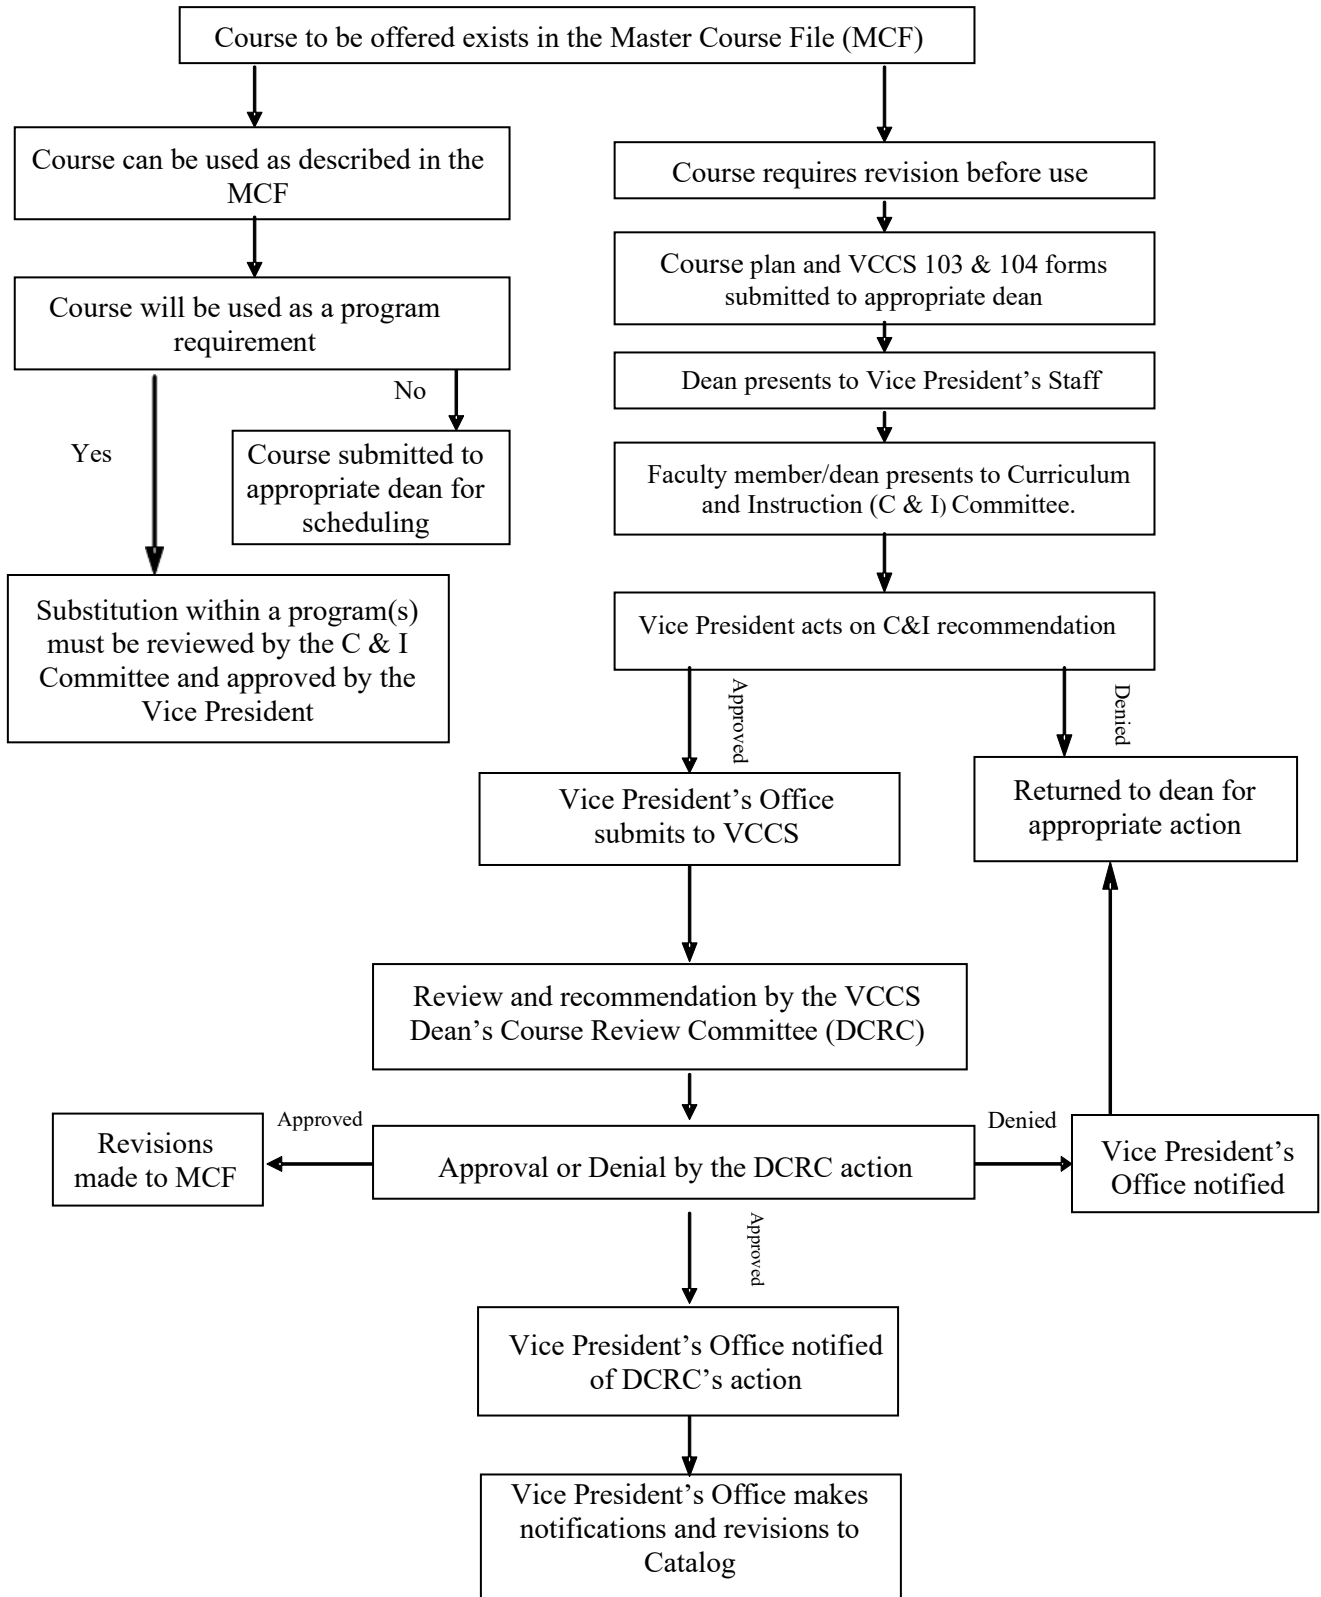 Course to be offered exists in the Master Course File (MCF)
Course can be used as described in the
MCF
Course will be used as a program
requirement
No
Yes
Course submitted to
appropriate dean for
scheduling
Substitution within a program(s)
must be reviewed by the C & I
Committee and approved by the
Vice President
Course requires revision before use
Course plan and VCCS 103 & 104 forms
submitted to appropriate dean
Dean presents to Vice President’s Staff
Faculty member/dean presents to Curriculum
and Instruction (C & I) Committee.
Vice President acts on C&I recommendation
Approved
Denied
Vice President’s Office
submits to VCCS
Returned to dean for
appropriate action
Review and recommendation by the VCCS
Dean’s Course Review Committee (DCRC)
Approved
Denied
Revisions
made to MCF
Approval or Denial by the DCRC action
Vice President’s
Office notified
Approved
Vice President’s Office notified
of DCRC’s action
Vice President’s Office makes
notifications and revisions to
Catalog